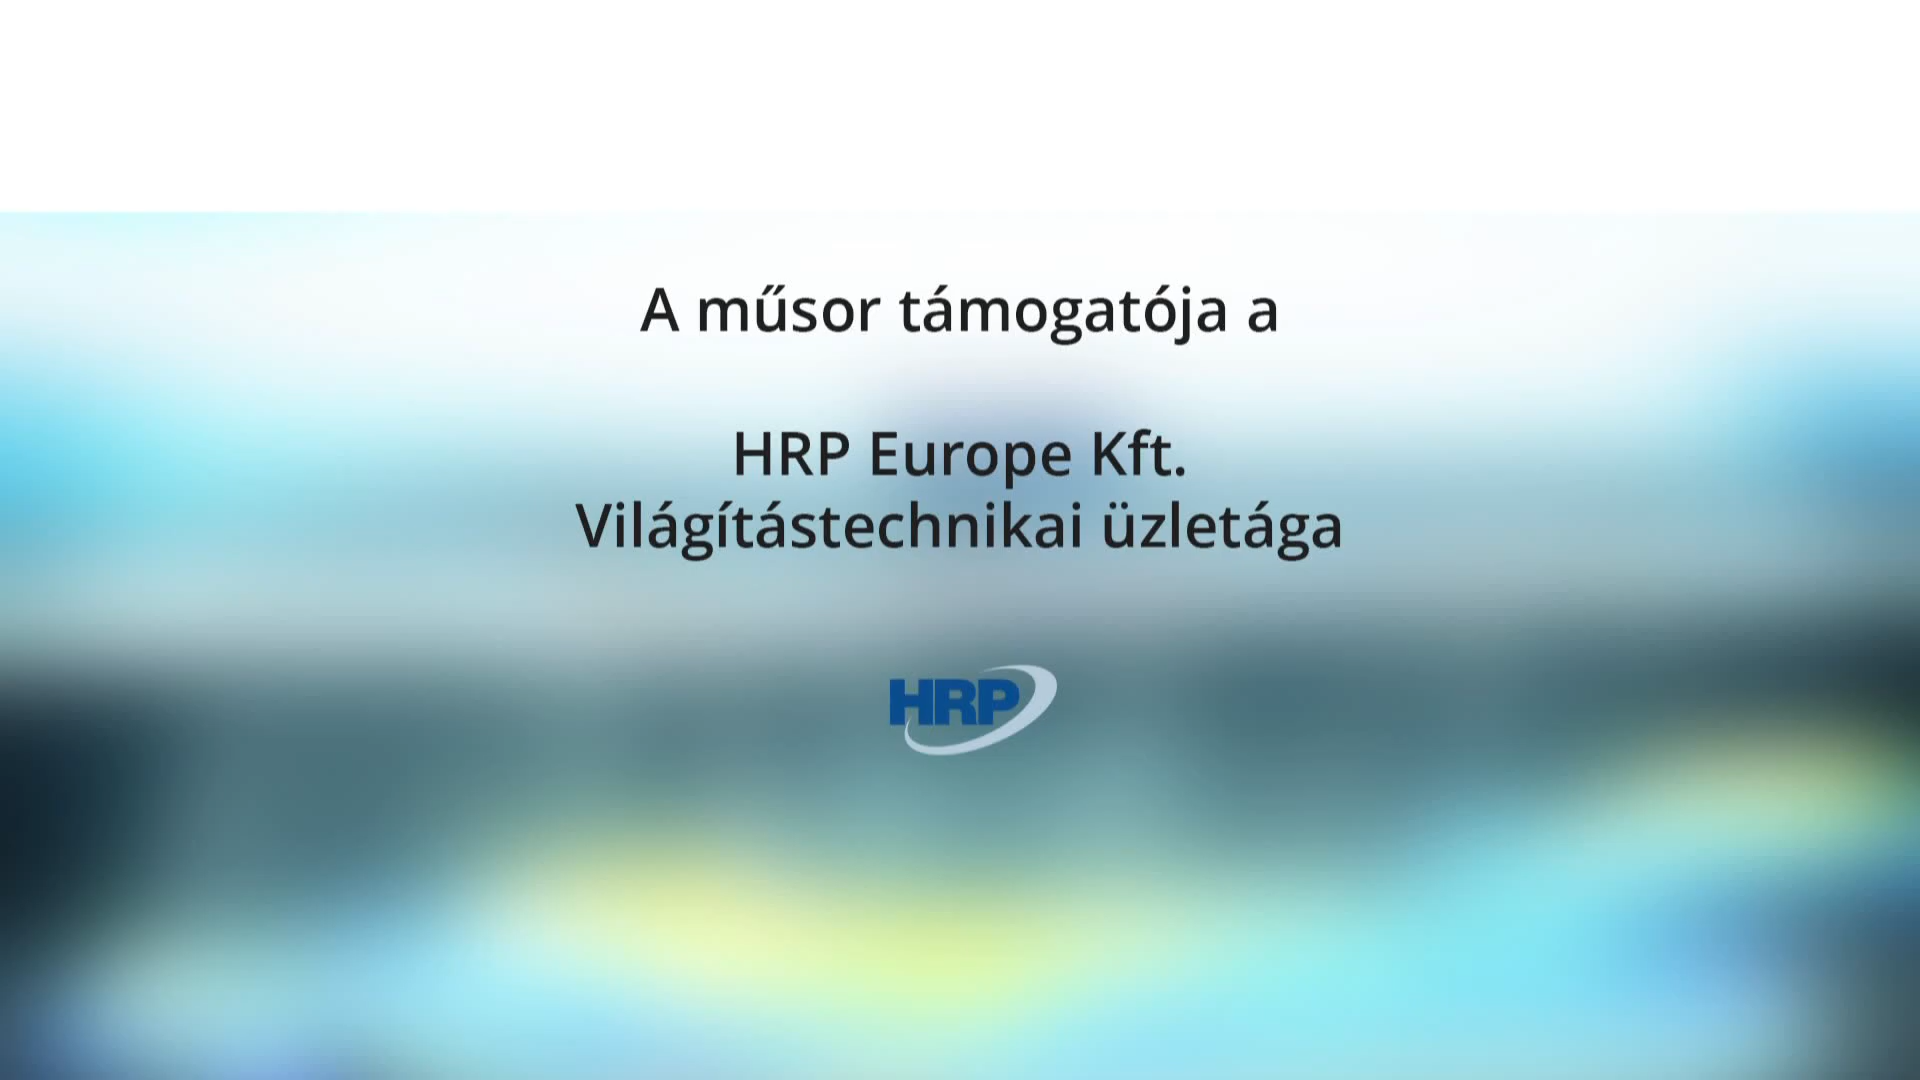 A műsor támogatója a
HRP Europe Kft.
Világítástechnikai üzletága
HRP